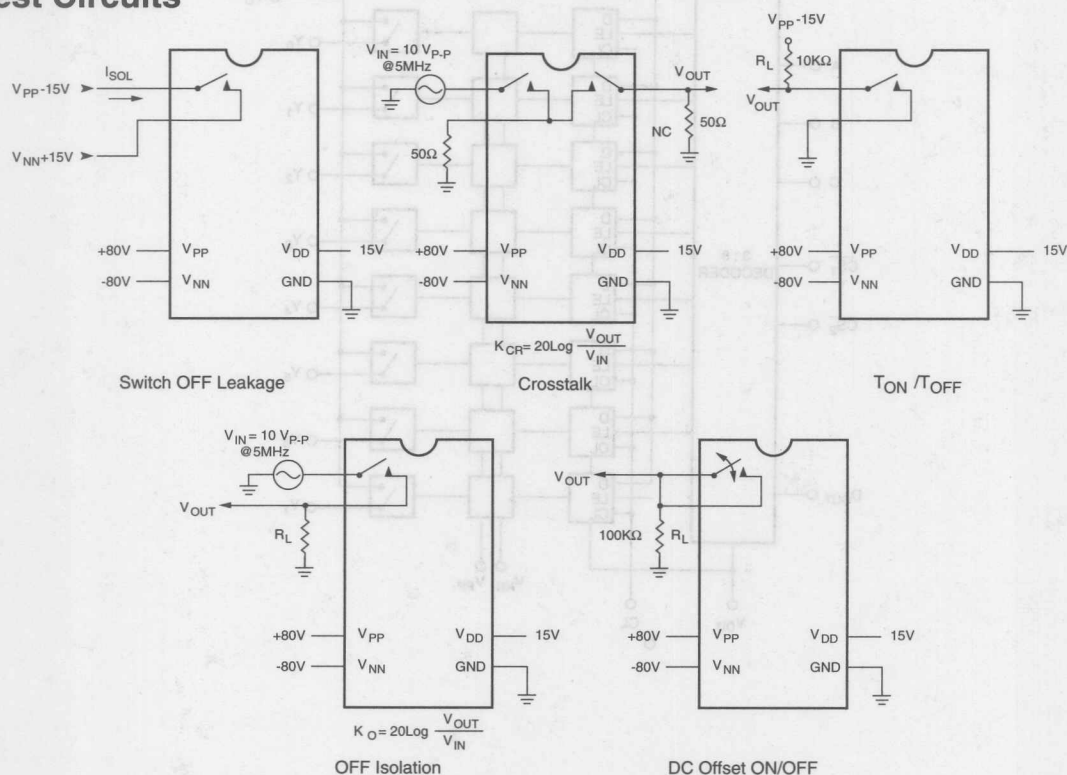 est Circuits
V_PP-15V
I_SOL
V_NN+15V
+80V
V_PP
-80V
V_NN
V_DD
15V
GND
Switch OFF Leakage
V_IN = 10 V_P-P
@5MHz
50Ω
V_OUT
50Ω
NC
+80V
V_PP
-80V
V_NN
V_DD
15V
GND
K_CR = 20Log V_OUT / V_IN
Crosstalk
V_PP-15V
R_L
10KΩ
V_OUT
+80V
V_PP
-80V
V_NN
V_DD
15V
GND
T_ON /T_OFF
V_IN = 10 V_P-P
@5MHz
V_OUT
R_L
+80V
V_PP
-80V
V_NN
V_DD
15V
GND
K_O = 20Log V_OUT / V_IN
OFF Isolation
V_OUT
100KΩ
R_L
+80V
V_PP
-80V
V_NN
V_DD
15V
GND
DC Offset ON/OFF
DECODER